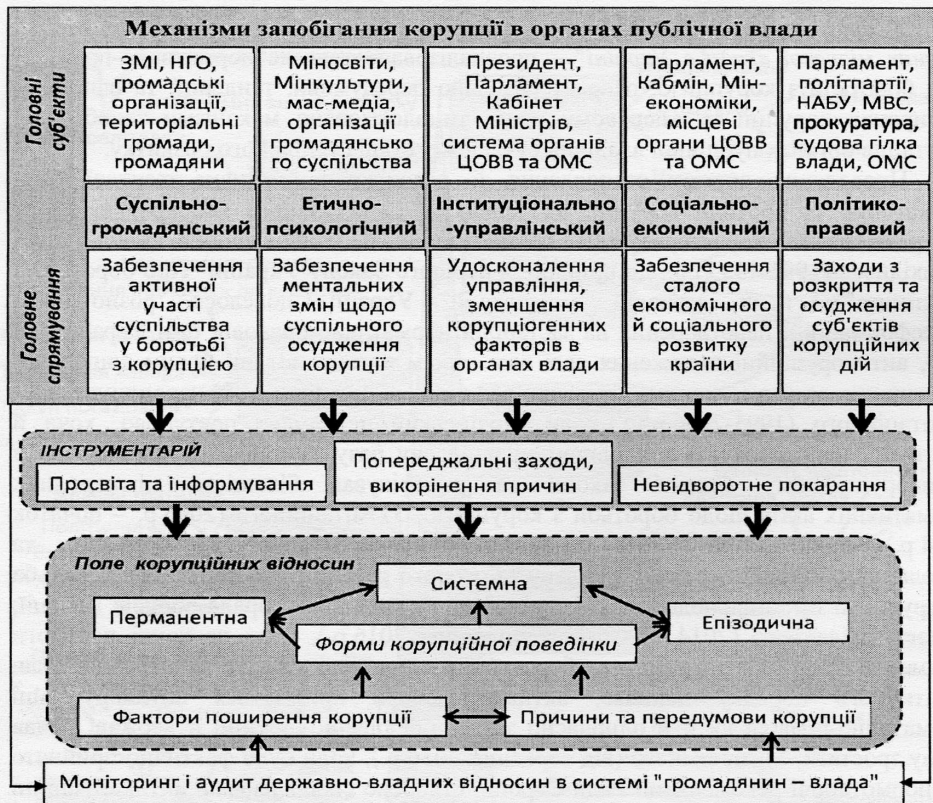 Механізми запобігання корупції в органах публічної влади
Головні суб'єкти
ЗМІ, НГО,
громадські
організації,
територіальні
громади,
громадяни
Міносвіти,
Мінкультури,
мас-медіа,
організації
громадянсько
го суспільства
Президент,
Парламент,
Кабінет
Міністрів,
система органів
ЦОВВ та ОМС
Парламент,
Кабмін, Мін-
економіки,
місцеві
органи ЦОВВ
та ОМС
Парламент,
політпартії,
НАБУ, МВС,
прокуратура,
судова гілка
влади, ОМС
Суспільно-
громадянський
Етично-
психологічний
Інституціонально
-управлінський
Соціально-
економічний
Політико-
правовий
Головне
спрямування
Забезпечення
активної
участі
суспільства
у боротьбі
з корупцією
Забезпечення
ментальних
змін щодо
суспільного
осудження
корупції
Удосконалення
управління,
зменшення
корупціогенних
факторів в
органах влади
Забезпечення
сталого
економічного
й соціального
розвитку
країни
Заходи з
розкриття та
осудження
суб'єктів
корупційних
дій
ІНСТРУМЕНТАРІЙ
Просвіта та інформування
Попереджальні заходи,
викорінення причин
Невідворотне покарання
Поле корупційних відносин
Системна
Перманентна
Епізодична
Форми корупційної поведінки
Фактори поширення корупції
Причини та передумови корупції
Моніторинг і аудит державно-владних відносин в системі "громадянин – влада"